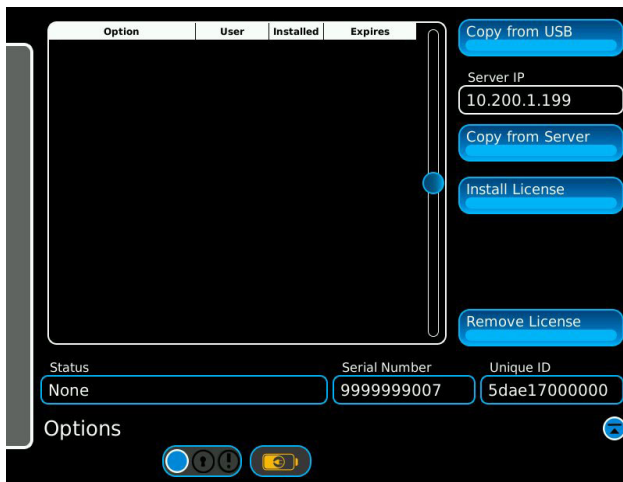 Option User Installed Expires
Copy from USB
Server IP
10.200.1.199
Copy from Server
Install License
Remove License
Status Serial Number Unique ID
None 9999999007 5dae17000000
Options